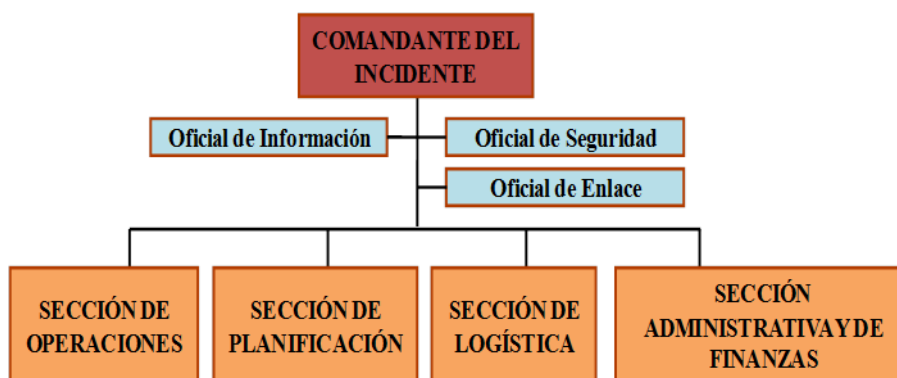 COMANDANTE DEL
INCIDENTE
Oficial de Información
Oficial de Seguridad
Oficial de Enlace
SECCIÓN DE
OPERACIONES
SECCIÓN DE
PLANIFICACIÓN
SECCIÓN DE
LOGÍSTICA
SECCIÓN
ADMINISTRATIVA Y DE
FINANZAS